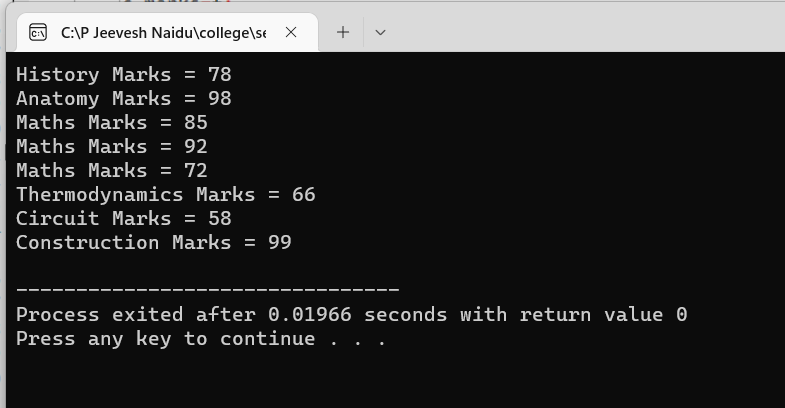 C:\P Jeevesh Naidu\college\se
History Marks = 78
Anatomy Marks = 98
Maths Marks = 85
Maths Marks = 92
Maths Marks = 72
Thermodynamics Marks = 66
Circuit Marks = 58
Construction Marks = 99
--------------------------------
Process exited after 0.01966 seconds with return value 0
Press any key to continue . . .